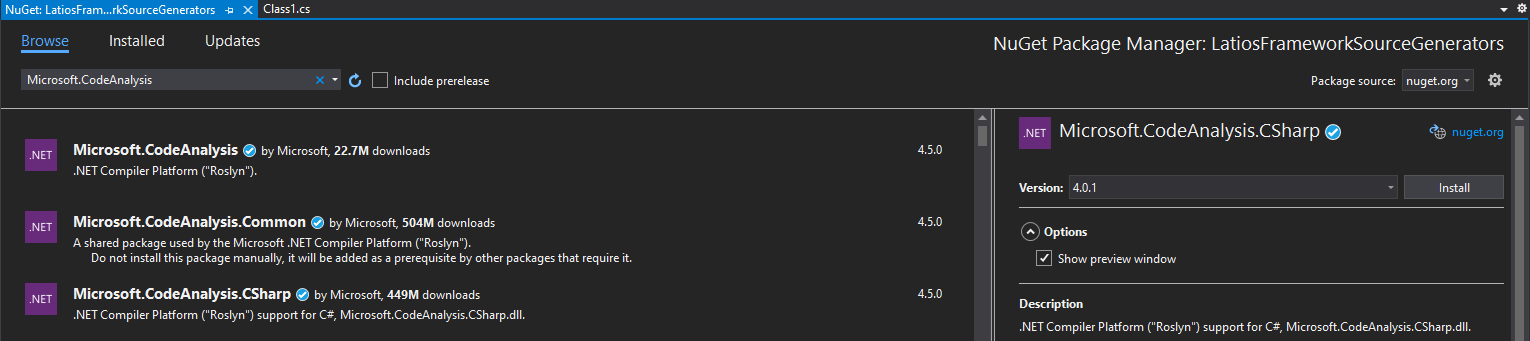 NuGet: LatiosFram...rkSourceGenerators Class1.cs
Browse Installed Updates
NuGet Package Manager: LatiosFrameworkSourceGenerators
Microsoft.CodeAnalysis
Include prerelease
Package source: nuget.org
.NET Microsoft.CodeAnalysis by Microsoft, 22.7M downloads 4.5.0
.NET Compiler Platform ("Roslyn").
.NET Microsoft.CodeAnalysis.Common by Microsoft, 504M downloads 4.5.0
A shared package used by the Microsoft .NET Compiler Platform ("Roslyn").
Do not install this package manually, it will be added as a prerequisite by other packages that require it.
.NET Microsoft.CodeAnalysis.CSharp by Microsoft, 449M downloads 4.5.0
.NET Compiler Platform ("Roslyn") support for C#, Microsoft.CodeAnalysis.CSharp.dll.
.NET Microsoft.CodeAnalysis.CSharp nuget.org
Version: 4.0.1 Install
Options
Show preview window
Description
.NET Compiler Platform ("Roslyn") support for C#, Microsoft.CodeAnalysis.CSharp.dll.